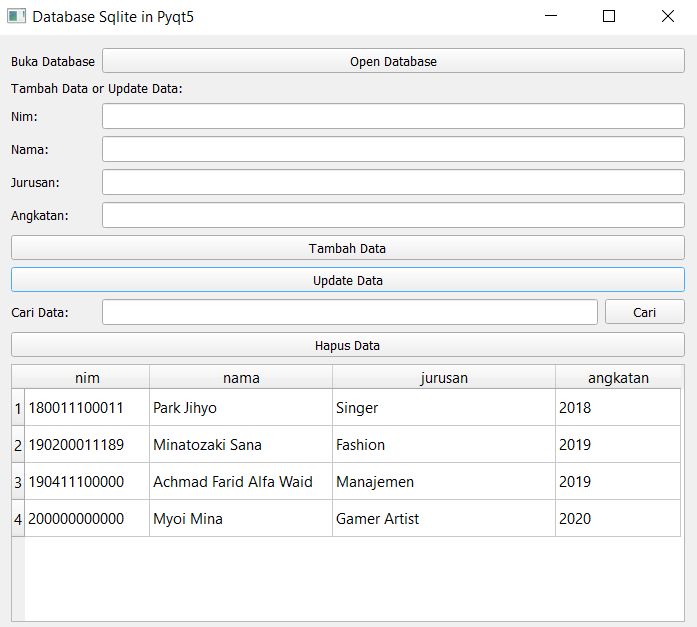 Database Sqlite in Pyqt5
Buka Database Open Database
Tambah Data or Update Data:
Nim:
Nama:
Jurusan:
Angkatan:
Tambah Data
Update Data
Cari Data: Cari
Hapus Data
nim nama jurusan angkatan
1 180011100011 Park Jihyo Singer 2018
2 190200011189 Minatozaki Sana Fashion 2019
3 190411100000 Achmad Farid Alfa Waid Manajemen 2019
4 200000000000 Myoi Mina Gamer Artist 2020